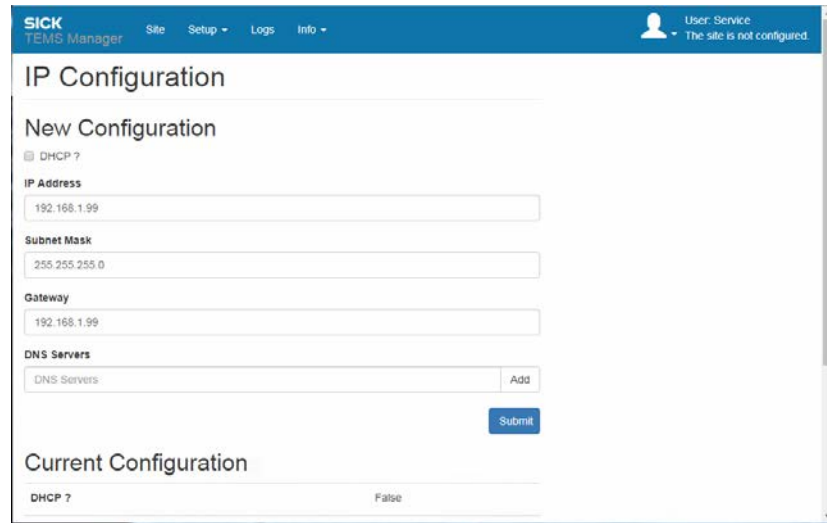 SICK
TEMS Manager
Site Setup Logs Info
User: Service
The site is not configured.
IP Configuration
New Configuration
DHCP ?
IP Address
192.168.1.99
Subnet Mask
255.255.255.0
Gateway
192.168.1.99
DNS Servers
DNS Servers Add
Submit
Current Configuration
DHCP ? False